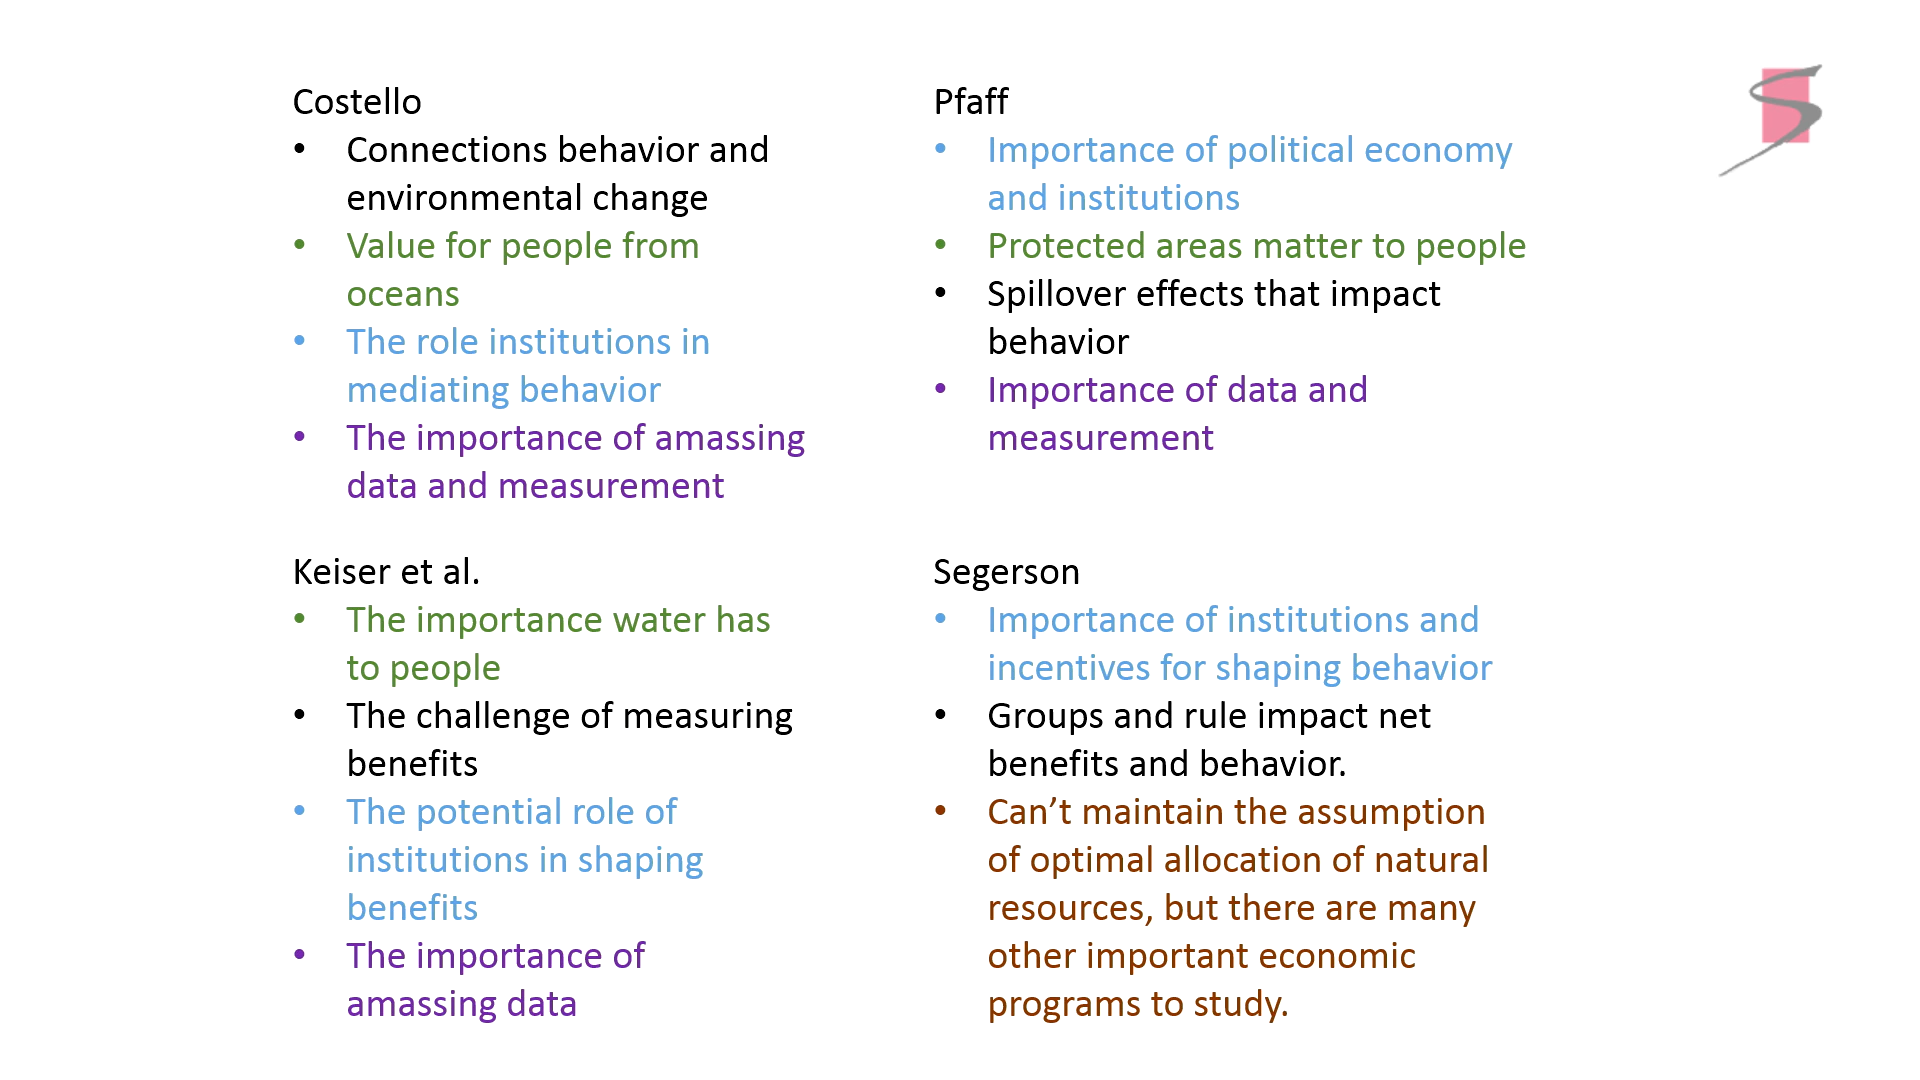 Costello
• Connections behavior and
environmental change
• Value for people from
oceans
• The role institutions in
mediating behavior
• The importance of amassing
data and measurement
Keiser et al.
• The importance water has
to people
• The challenge of measuring
benefits
• The potential role of
institutions in shaping
benefits
• The importance of
amassing data
Pfaff
• Importance of political economy
and institutions
• Protected areas matter to people
• Spillover effects that impact
behavior
• Importance of data and
measurement
Segerson
• Importance of institutions and
incentives for shaping behavior
• Groups and rule impact net
benefits and behavior.
• Can’t maintain the assumption
of optimal allocation of natural
resources, but there are many
other important economic
programs to study.